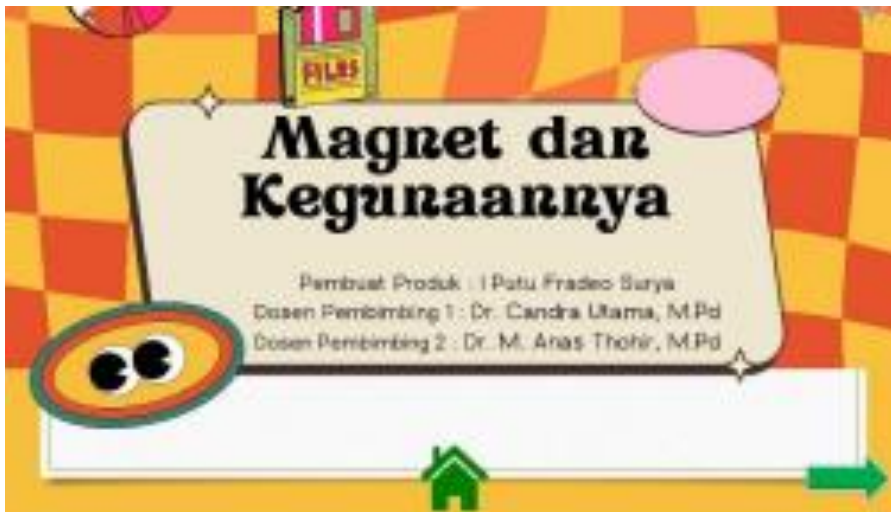 FILES
Magnet dan
Kegunaannya
Pembuat Produk : I Putu Fradeo Surya
Dosen Pembimbing 1 : Dr. Candra Utama, M.Pd
Dosen Pembimbing 2 : Dr. M. Anas Thohir, M.Pd